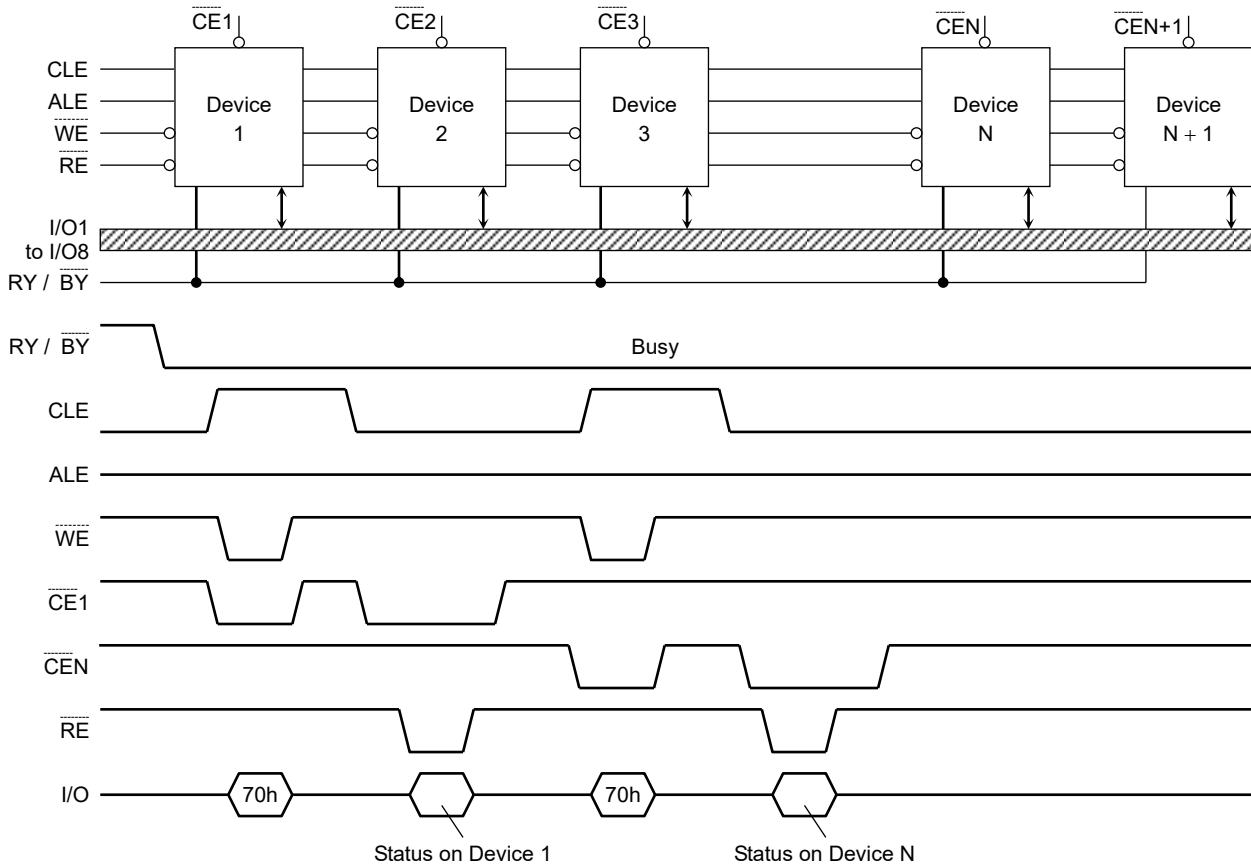 CE1 CE2 CE3 CEN CEN+1
CLE
ALE
WE
RE
Device 1
Device 2
Device 3
Device N
Device N + 1
I/O1 to I/O8
RY / BY
RY / BY
Busy
CLE
ALE
WE
CE1
CEN
RE
I/O
70h
70h
Status on Device 1
Status on Device N